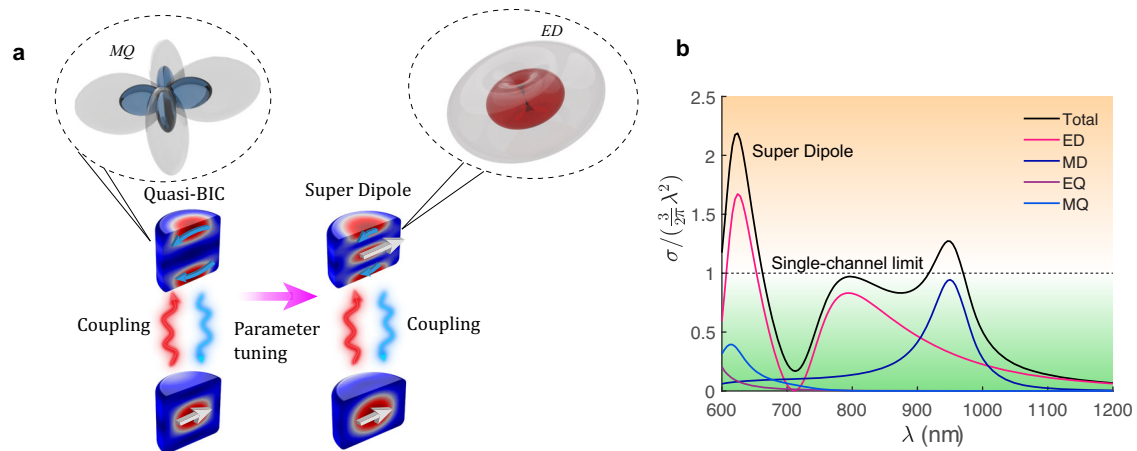 a
MQ
ED
Quasi-BIC
Super Dipole
Coupling
Parameter
tuning
Coupling
b
σ/(3/2π λ²)
2.5
2
1.5
1
0.5
0
Super Dipole
Single-channel limit
Total
ED
MD
EQ
MQ
600 700 800 900 1000 1100 1200
λ (nm)